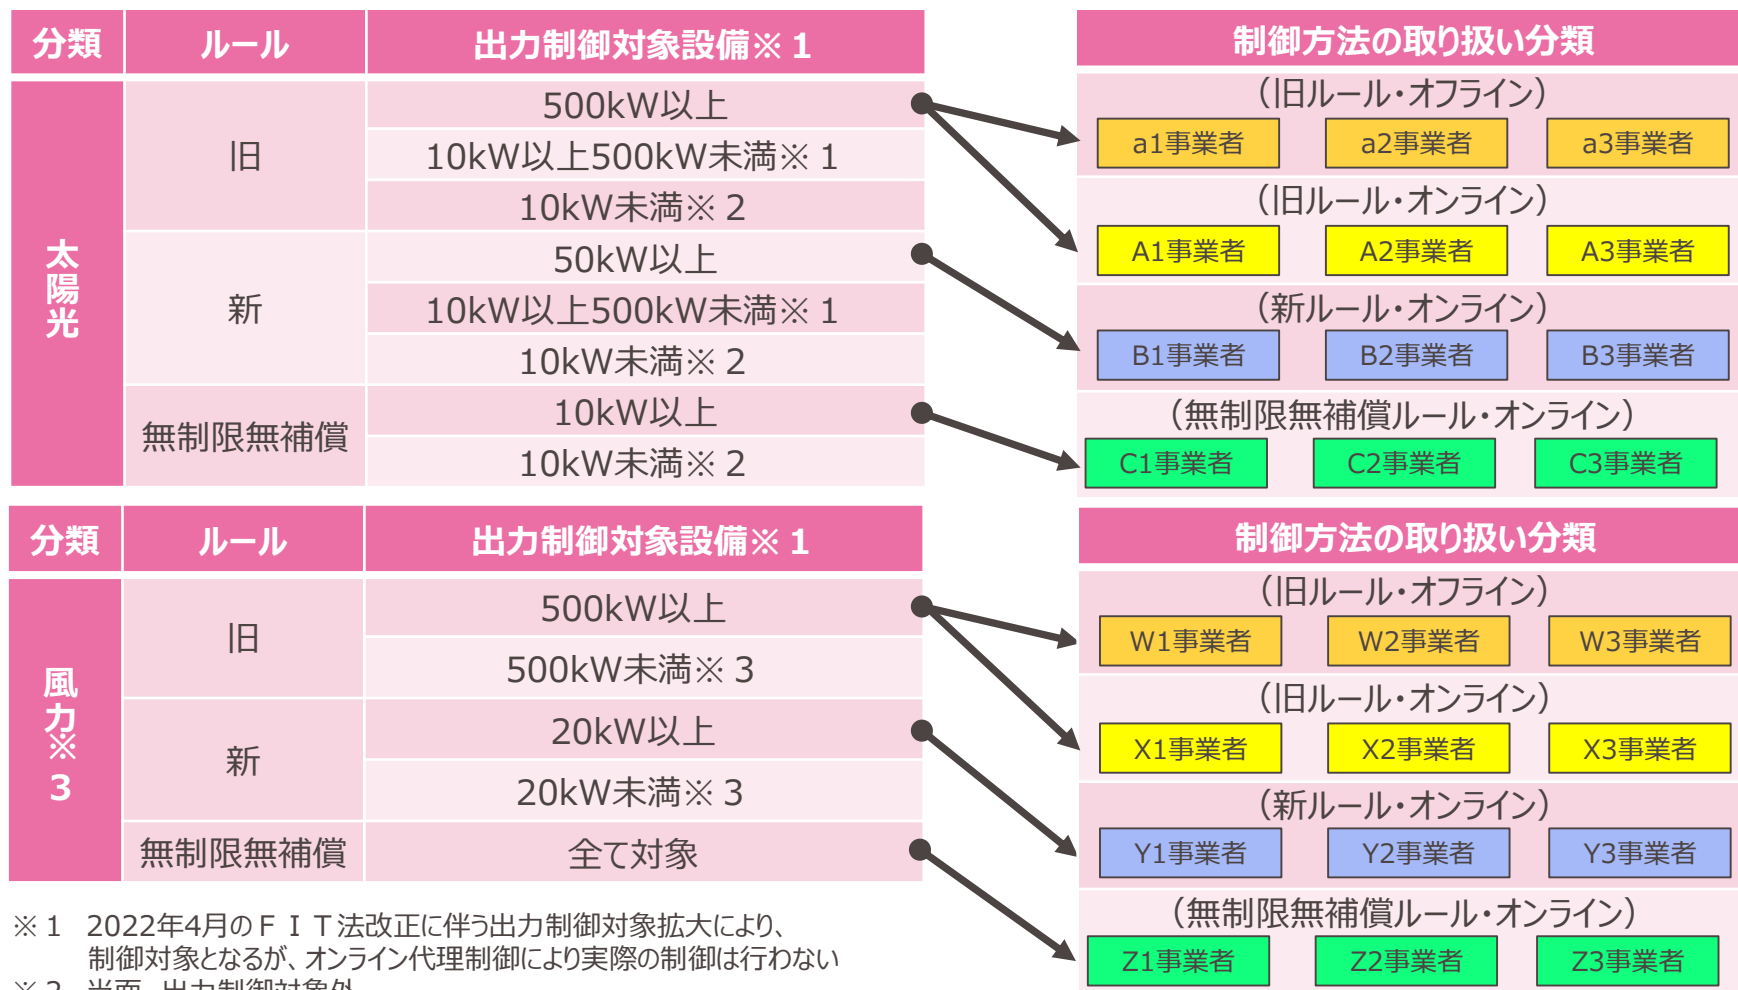 分類 ルール 出力制御対象設備※1
太陽光
旧
500kW以上
10kW以上500kW未満※1
10kW未満※2
新
50kW以上
10kW以上500kW未満※1
10kW未満※2
無制限無補償
10kW以上
10kW未満※2
制御方法の取り扱い分類
(旧ルール・オフライン)
a1事業者 a2事業者 a3事業者
(旧ルール・オンライン)
A1事業者 A2事業者 A3事業者
(新ルール・オンライン)
B1事業者 B2事業者 B3事業者
(無制限無補償ルール・オンライン)
C1事業者 C2事業者 C3事業者
分類 ルール 出力制御対象設備※1
風力※3
旧
500kW以上
500kW未満※3
新
20kW以上
20kW未満※3
無制限無補償
全て対象
制御方法の取り扱い分類
(旧ルール・オフライン)
W1事業者 W2事業者 W3事業者
(旧ルール・オンライン)
X1事業者 X2事業者 X3事業者
(新ルール・オンライン)
Y1事業者 Y2事業者 Y3事業者
(無制限無補償ルール・オンライン)
Z1事業者 Z2事業者 Z3事業者
※1 2022年4月のFIT法改正に伴う出力制御対象拡大により、
制御対象となるが、オンライン代理制御により実際の制御は行わない
※2 当面、出力制御対象外